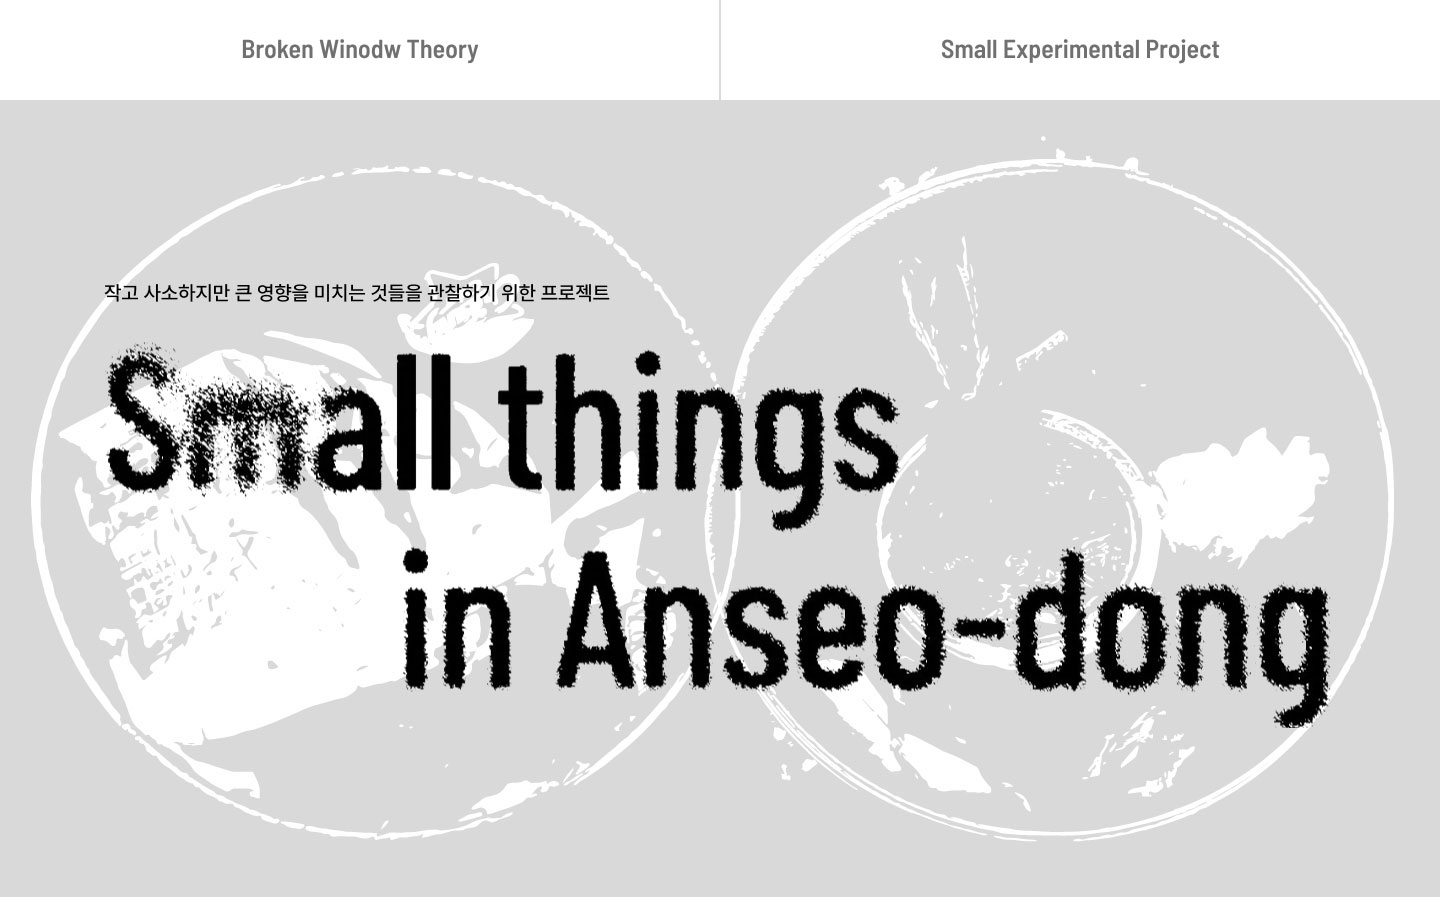 Broken Winodw Theory
Small Experimental Project
작고 사소하지만 큰 영향을 미치는 것들을 관찰하기 위한 프로젝트
Small things
in Anseo-dong